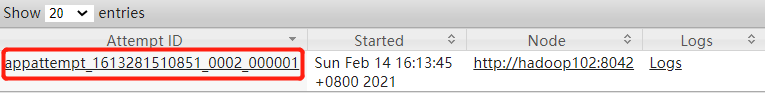 Show 20 entries
Attempt ID Started Node Logs
appattempt_1613281510851_0002_000001 Sun Feb 14 16:13:45 http://hadoop102:8042 Logs
+0800 2021